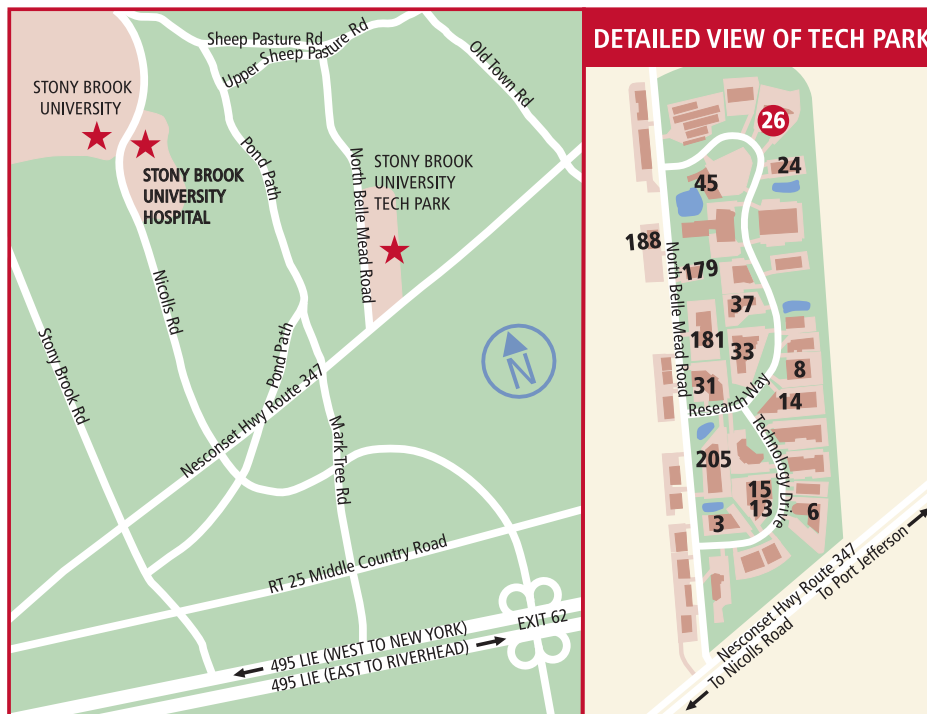 Sheep Pasture Rd
Upper Sheep Pasture Rd
Old Town Rd
STONY BROOK
UNIVERSITY
STONY BROOK
UNIVERSITY
HOSPITAL
Pond Path
North Belle Mead Road
STONY BROOK
UNIVERSITY
TECH PARK
Nicolls Rd
Stony Brook Rd
Pond Path
N
Nesconset Hwy Route 347
Mark Tree Rd
RT 25 Middle Country Road
EXIT 62
495 LIE (WEST TO NEW YORK)
495 LIE (EAST TO RIVERHEAD)
DETAILED VIEW OF TECH PARK
26
24
45
188
179
North Belle Mead Road
37
181
33
8
31
Research Way
14
Technology Drive
205
15
13
3
6
Nesconset Hwy Route 347
To Port Jefferson
To Nicolls Road